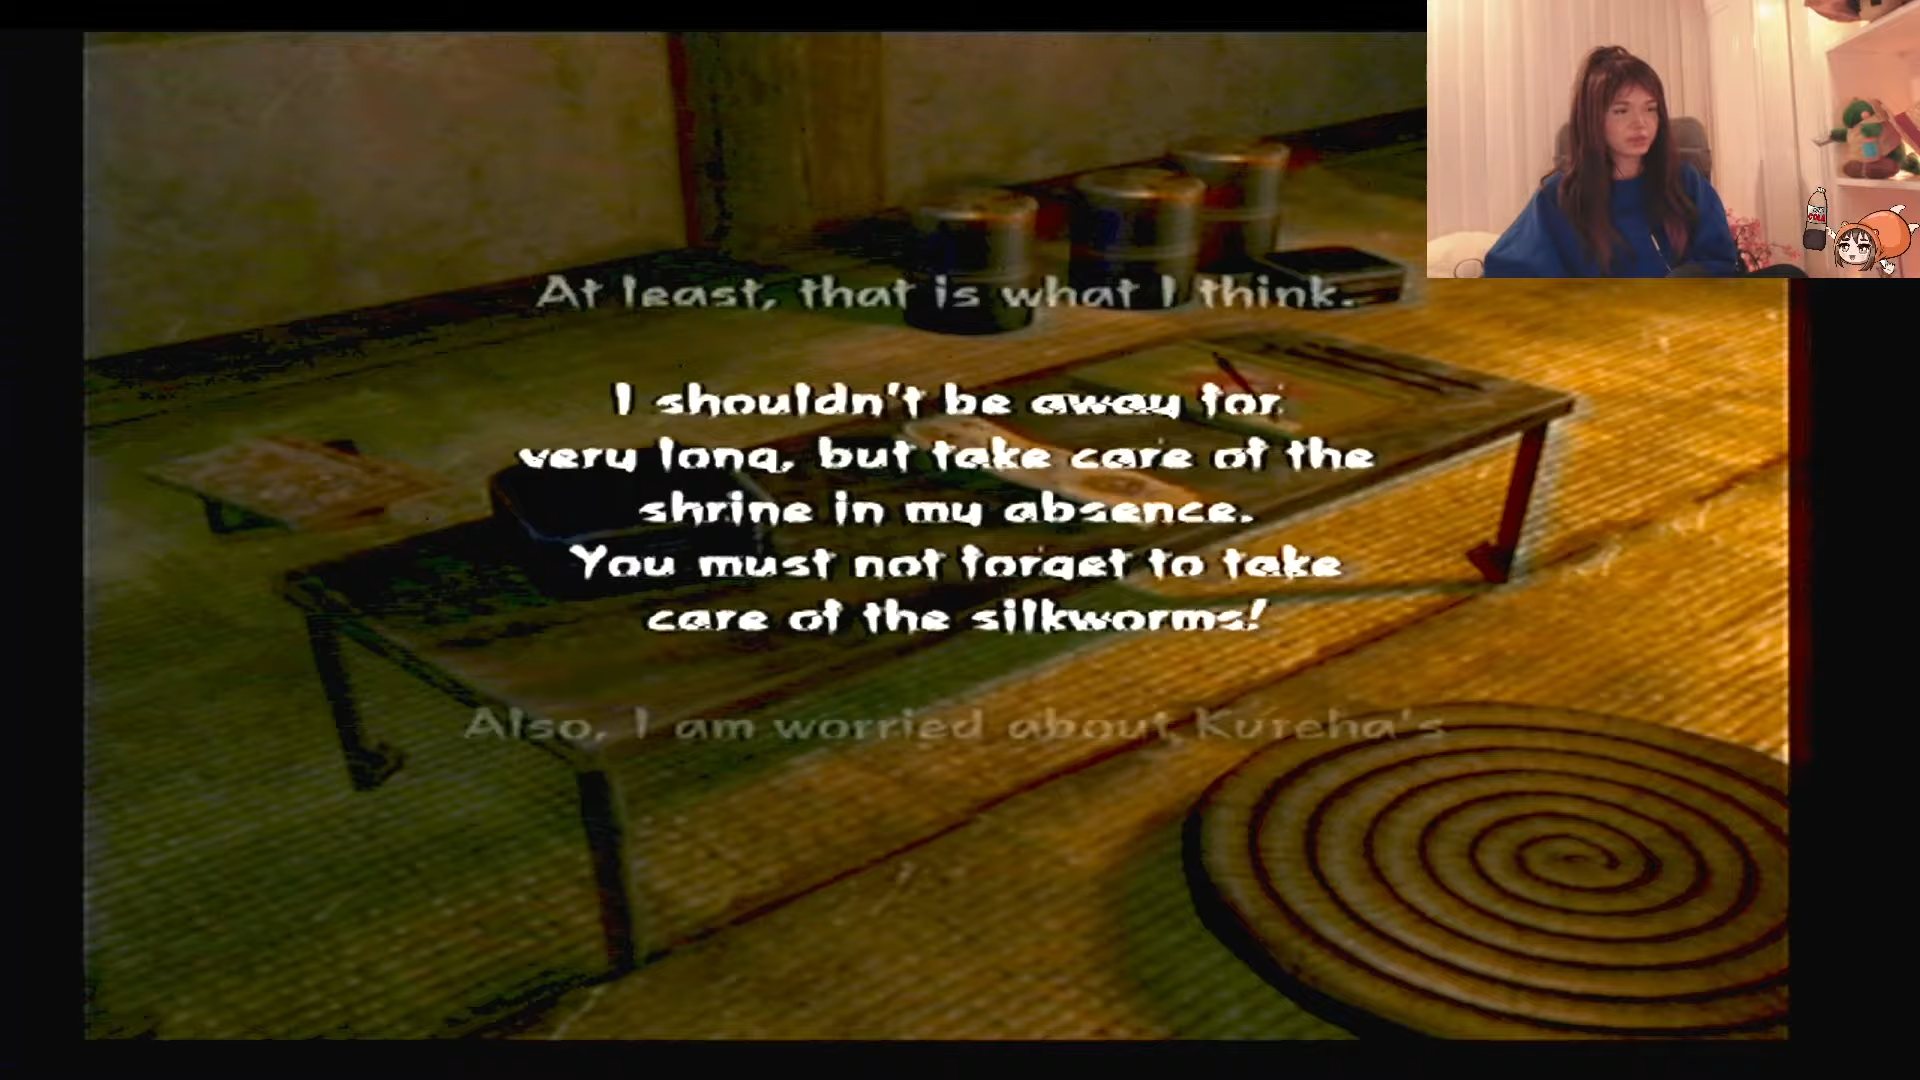 At least, that is what I think.
I shouldn't be away for
very long, but take care of the
shrine in my absence.
You must not forget to take
care of the silkworms!
Also, I am worried about Kureha's
COLA